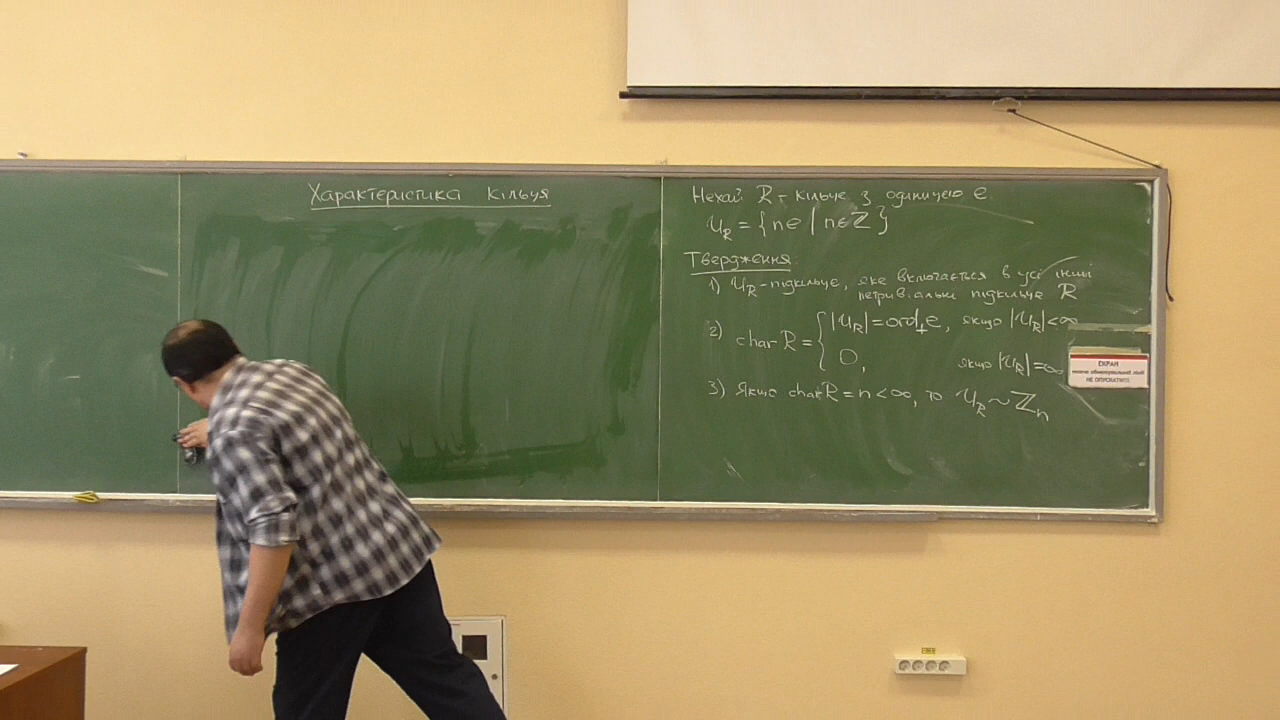 Характеристика кільця
Нехай R - кільце з одиницею e
U_R = {ne | n∈ℤ}
Твердження
1) U_R - підкільце, яке включається в усі інші
нетривіальні підкільця R
2) char R = { |U_R| = ord₊e, якщо |U_R| < ∞
0, якщо |U_R| = ∞
3) Якщо char R = n < ∞, то U_R ~ ℤ_n
ЕКРАН
НЕ ОПУСКАТИ!!!